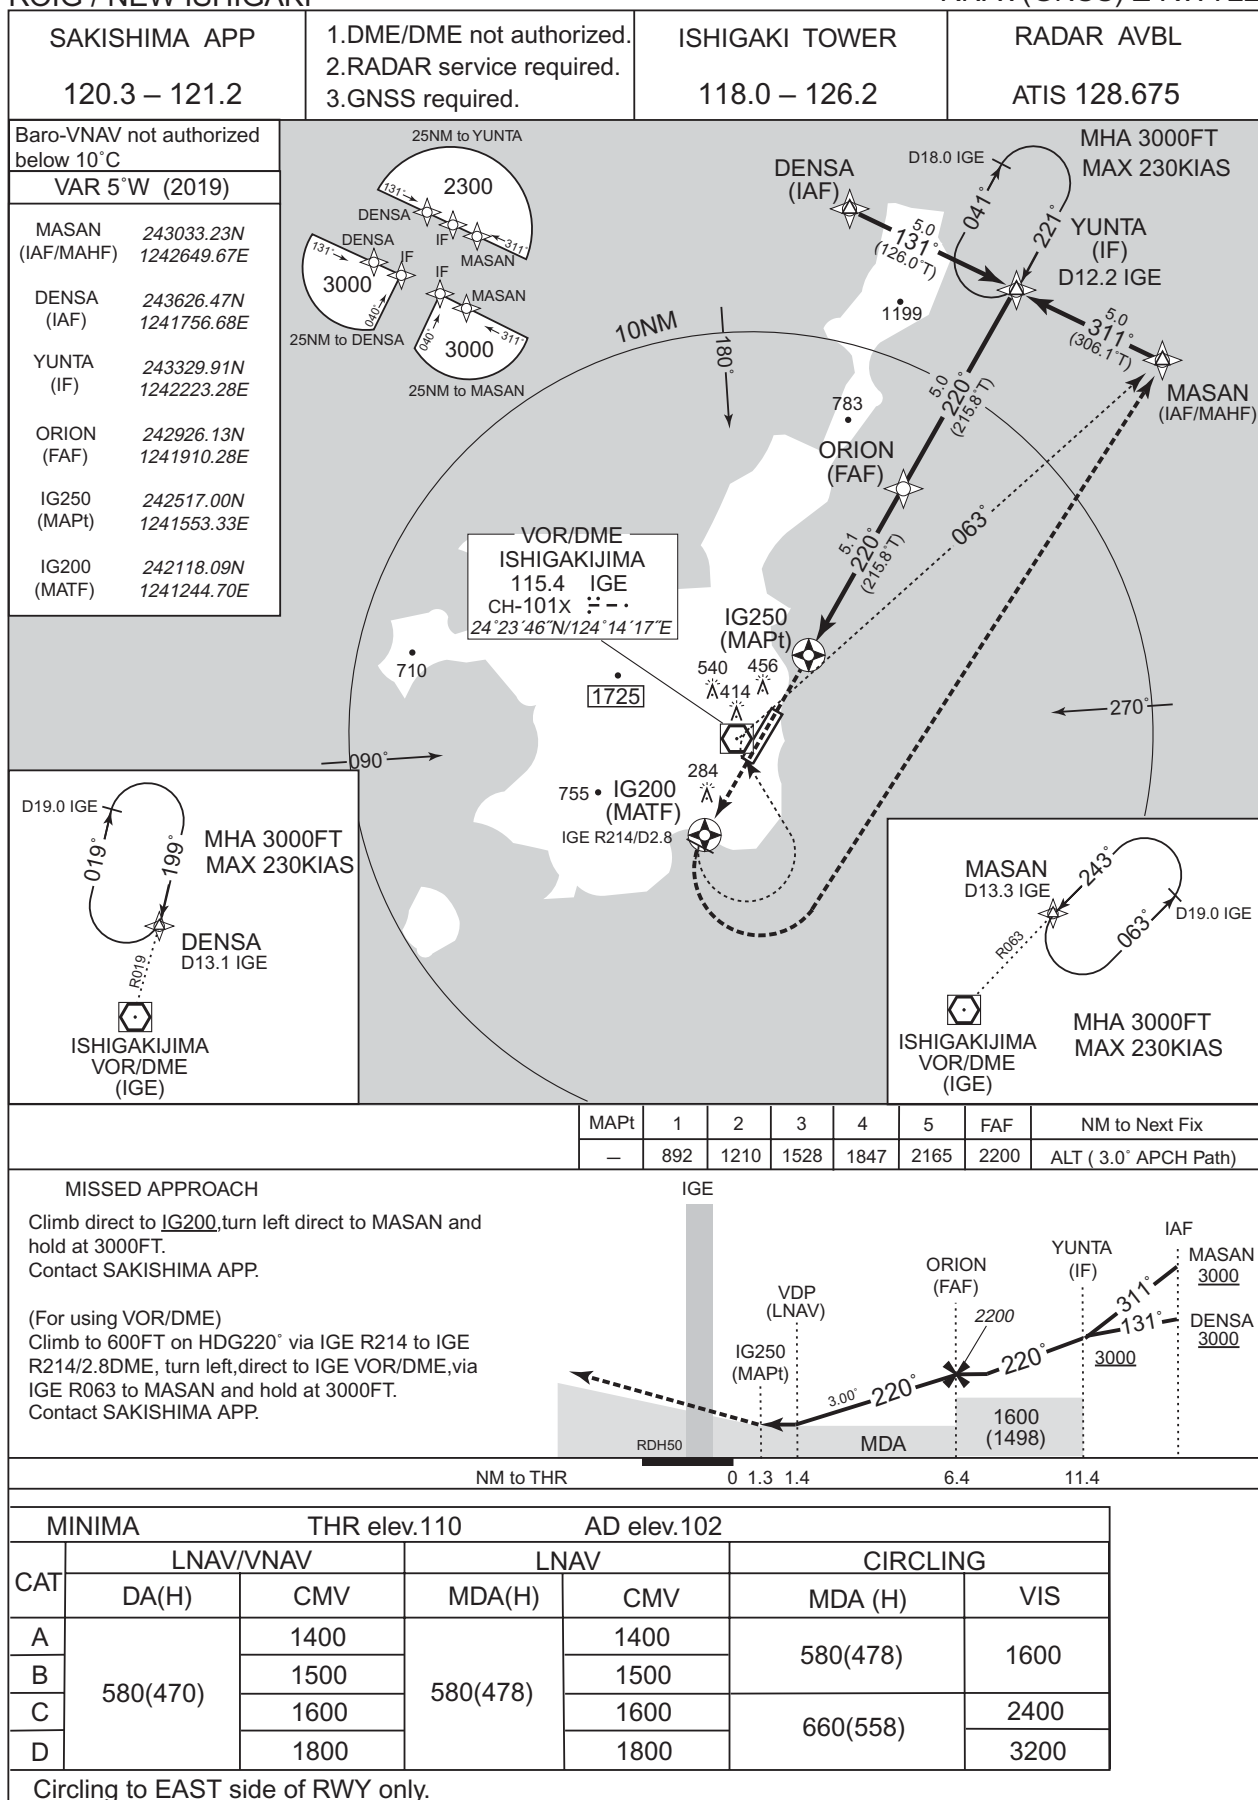 ROIG / NEW ISHIGAKI
SAKISHIMA APP
120.3 – 121.2
1.DME/DME not authorized.
2.RADAR service required.
3.GNSS required.
ISHIGAKI TOWER
118.0 – 126.2
RADAR AVBL
ATIS 128.675
Baro-VNAV not authorized
below 10˚C
VAR 5˚W (2019)
MASAN
(IAF/MAHF)
243033.23N
1242649.67E
DENSA
(IAF)
243626.47N
1241756.68E
YUNTA
(IF)
243329.91N
1242223.28E
ORION
(FAF)
242926.13N
1241910.28E
IG250
(MAPt)
242517.00N
1241553.33E
IG200
(MATF)
242118.09N
1241244.70E
25NM to YUNTA
2300
131˚
DENSA
IF
MASAN
311˚
DENSA
131˚
IF
3000
040˚
25NM to DENSA
IF
MASAN
040˚
311˚
3000
25NM to MASAN
DENSA
(IAF)
D18.0 IGE
MHA 3000FT
MAX 230KIAS
041˚
221˚
YUNTA
(IF)
D12.2 IGE
5.0
131˚
(126.0˚T)
1199
5.0
311˚
(306.1˚T)
MASAN
(IAF/MAHF)
10NM
180˚
783
5.0
220˚
(215.8˚T)
ORION
(FAF)
063˚
5.1
220˚
(215.8˚T)
VOR/DME
ISHIGAKIJIMA
115.4 IGE
CH-101X
24˚23´46˝N/124˚14´17˝E
IG250
(MAPt)
710
1725
540
456
414
270˚
090˚
284
755
IG200
(MATF)
IGE R214/D2.8
D19.0 IGE
019˚
199˚
MHA 3000FT
MAX 230KIAS
DENSA
D13.1 IGE
R019
ISHIGAKIJIMA
VOR/DME
(IGE)
MASAN
D13.3 IGE
243˚
063˚
D19.0 IGE
R063
ISHIGAKIJIMA
VOR/DME
(IGE)
MHA 3000FT
MAX 230KIAS
MAPt 1 2 3 4 5 FAF NM to Next Fix
– 892 1210 1528 1847 2165 2200 ALT ( 3.0˚ APCH Path)
MISSED APPROACH
Climb direct to IG200,turn left direct to MASAN and
hold at 3000FT.
Contact SAKISHIMA APP.
(For using VOR/DME)
Climb to 600FT on HDG220˚ via IGE R214 to IGE
R214/2.8DME, turn left,direct to IGE VOR/DME,via
IGE R063 to MASAN and hold at 3000FT.
Contact SAKISHIMA APP.
IGE
IG250
(MAPt)
VDP
(LNAV)
ORION
(FAF)
2200
YUNTA
(IF)
IAF
MASAN
3000
DENSA
3000
311˚
131˚
3000
220˚
3.00˚
220˚
1600
(1498)
MDA
RDH50
NM to THR 0 1.3 1.4 6.4 11.4
MINIMA THR elev.110 AD elev.102
CAT LNAV/VNAV LNAV CIRCLING
DA(H) CMV MDA(H) CMV MDA (H) VIS
A 1400 1400
B 1500 1500
580(478) 1600
580(470) 580(478)
C 1600 1600 2400
660(558)
D 1800 1800 3200
Circling to EAST side of RWY only.